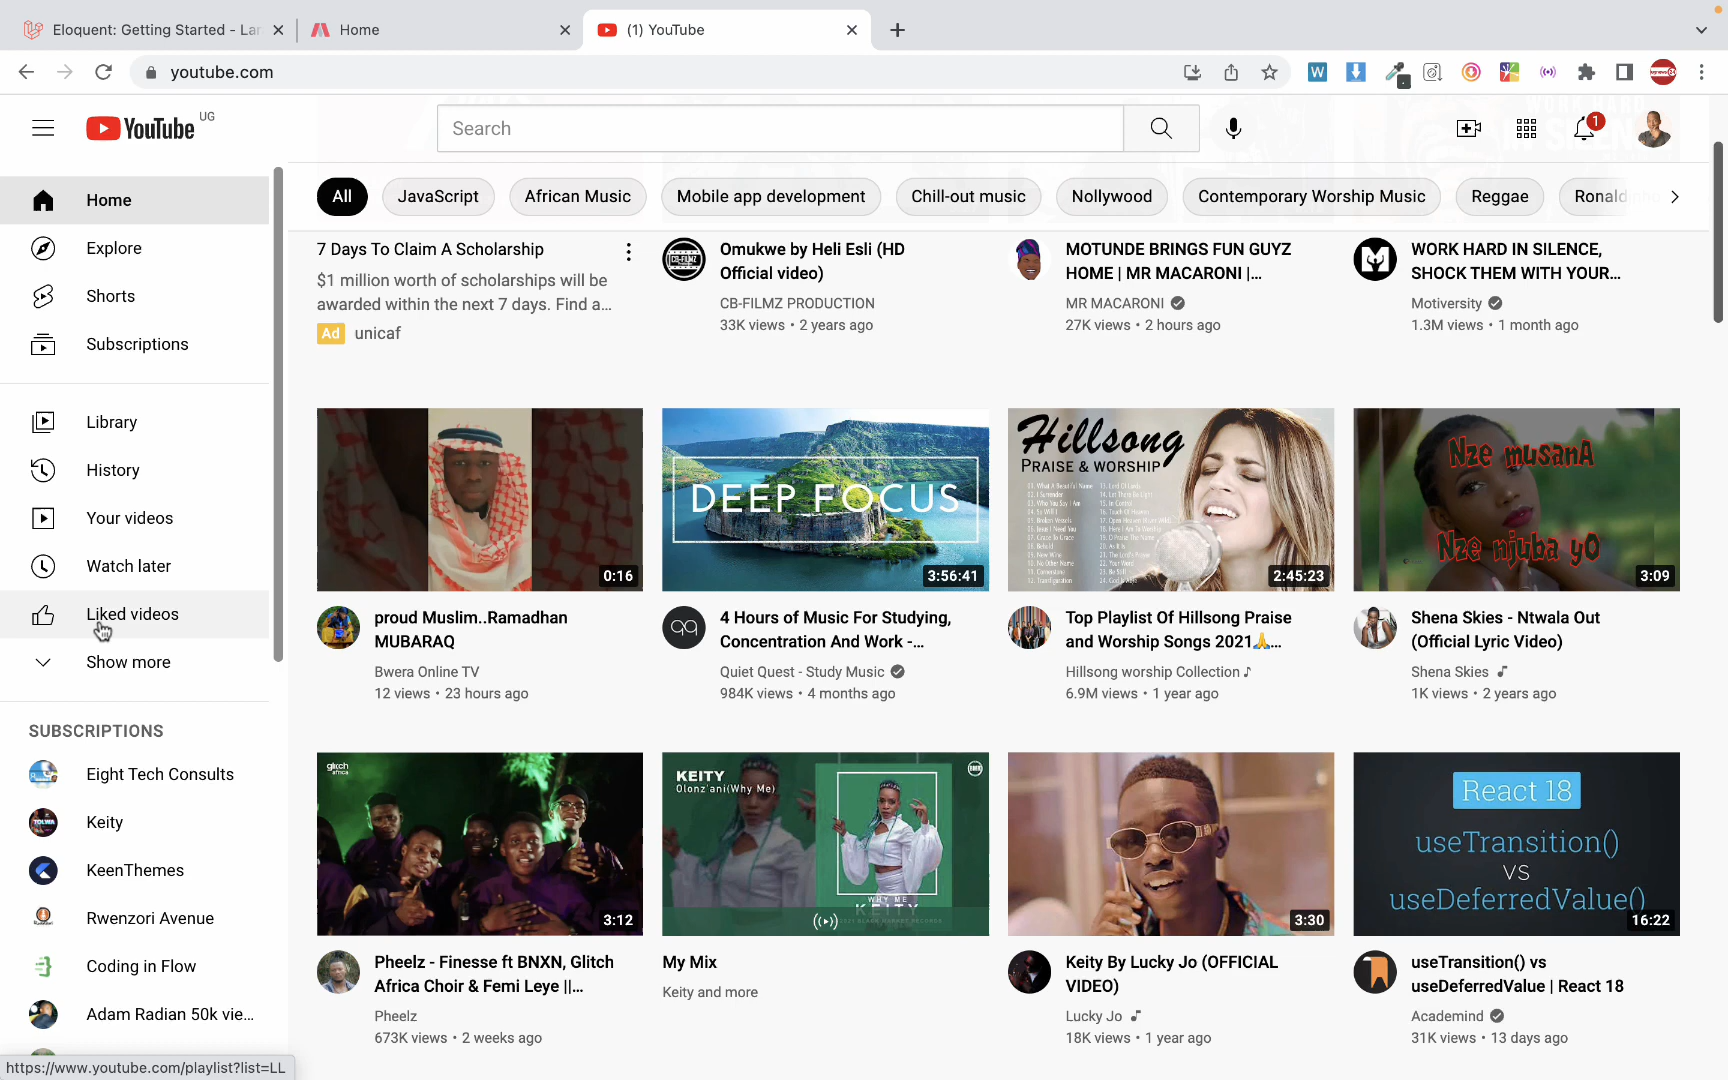 Eloquent: Getting Started - Lar
Home
(1) YouTube
youtube.com
YouTube UG
Search
1
Home
Explore
Shorts
Subscriptions
Library
History
Your videos
Watch later
Liked videos
Show more
SUBSCRIPTIONS
Eight Tech Consults
Keity
KeenThemes
Rwenzori Avenue
Coding in Flow
Adam Radian 50k vie...
https://www.youtube.com/playlist?list=LL
All
JavaScript
African Music
Mobile app development
Chill-out music
Nollywood
Contemporary Worship Music
Reggae
Ronaldinho
7 Days To Claim A Scholarship
$1 million worth of scholarships will be
awarded within the next 7 days. Find a...
Ad unicaf
Omukwe by Heli Esli (HD
Official video)
CB-FILMZ PRODUCTION
33K views • 2 years ago
MOTUNDE BRINGS FUN GUYZ
HOME | MR MACARONI |...
MR MACARONI
27K views • 2 hours ago
WORK HARD IN SILENCE,
SHOCK THEM WITH YOUR...
Motiversity
1.3M views • 1 month ago
0:16
proud Muslim..Ramadhan
MUBARAQ
Bwera Online TV
12 views • 23 hours ago
DEEP FOCUS
3:56:41
4 Hours of Music For Studying,
Concentration And Work -...
Quiet Quest - Study Music
984K views • 4 months ago
Hillsong
PRAISE & WORSHIP
2:45:23
Top Playlist Of Hillsong Praise
and Worship Songs 2021🙏...
Hillsong worship Collection
6.9M views • 1 year ago
Nze musanA
Nze njuba yO
3:09
Shena Skies - Ntwala Out
(Official Lyric Video)
Shena Skies
1K views • 2 years ago
glitch
africa
3:12
Pheelz - Finesse ft BNXN, Glitch
Africa Choir & Femi Leye ||...
Pheelz
673K views • 2 weeks ago
KEITY
Olonz'ani(Why Me)
WHY ME
KEITY
My Mix
Keity and more
3:30
Keity By Lucky Jo (OFFICIAL
VIDEO)
Lucky Jo
18K views • 1 year ago
React 18
useTransition()
VS
useDeferredValue()
16:22
useTransition() vs
useDeferredValue | React 18
Academind
31K views • 13 days ago